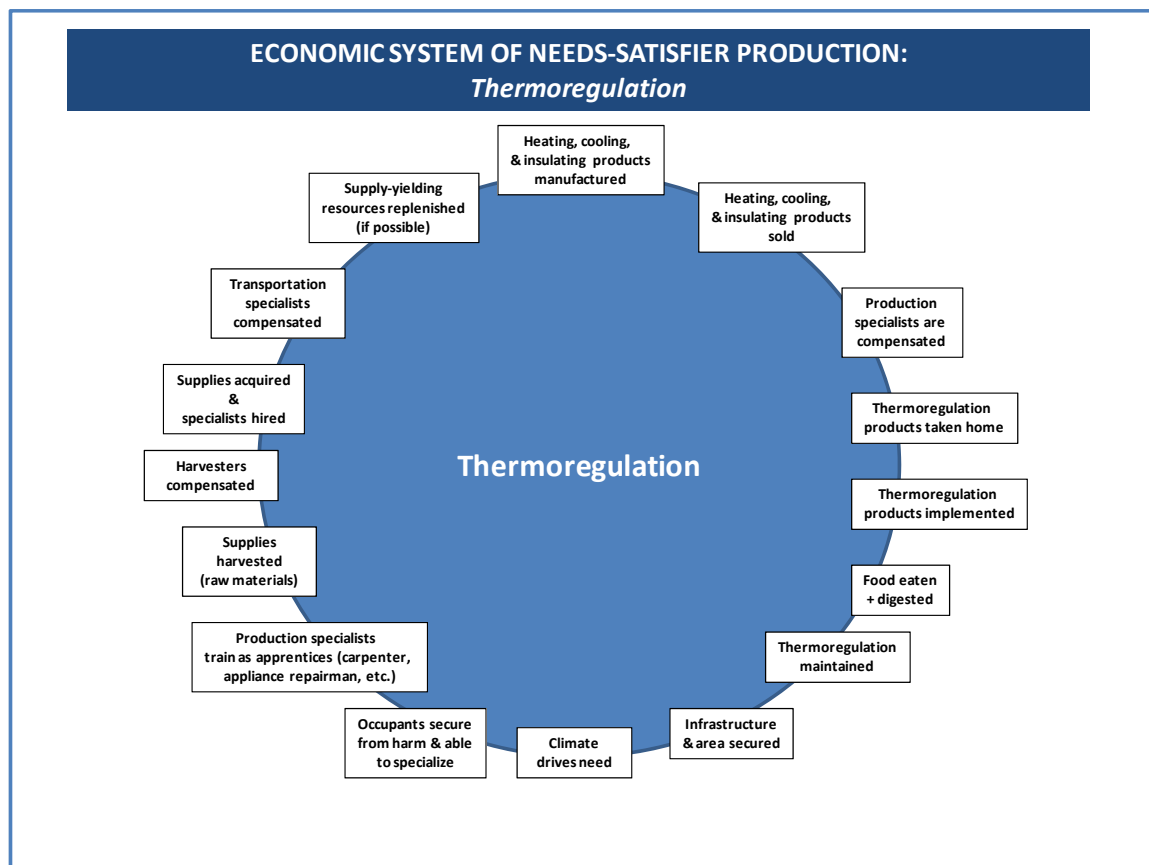 ECONOMIC SYSTEM OF NEEDS-SATISFIER PRODUCTION:
Thermoregulation
Heating, cooling,
& insulating products
manufactured
Heating, cooling,
& insulating products
sold
Production
specialists are
compensated
Thermoregulation
products taken home
Thermoregulation
products implemented
Food eaten
+ digested
Thermoregulation
maintained
Infrastructure
& area secured
Climate
drives need
Occupants secure
from harm & able
to specialize
Production specialists
train as apprentices (carpenter,
appliance repairman, etc.)
Supplies
harvested
(raw materials)
Harvesters
compensated
Supplies acquired
&
specialists hired
Transportation
specialists
compensated
Supply-yielding
resources replenished
(if possible)
Thermoregulation